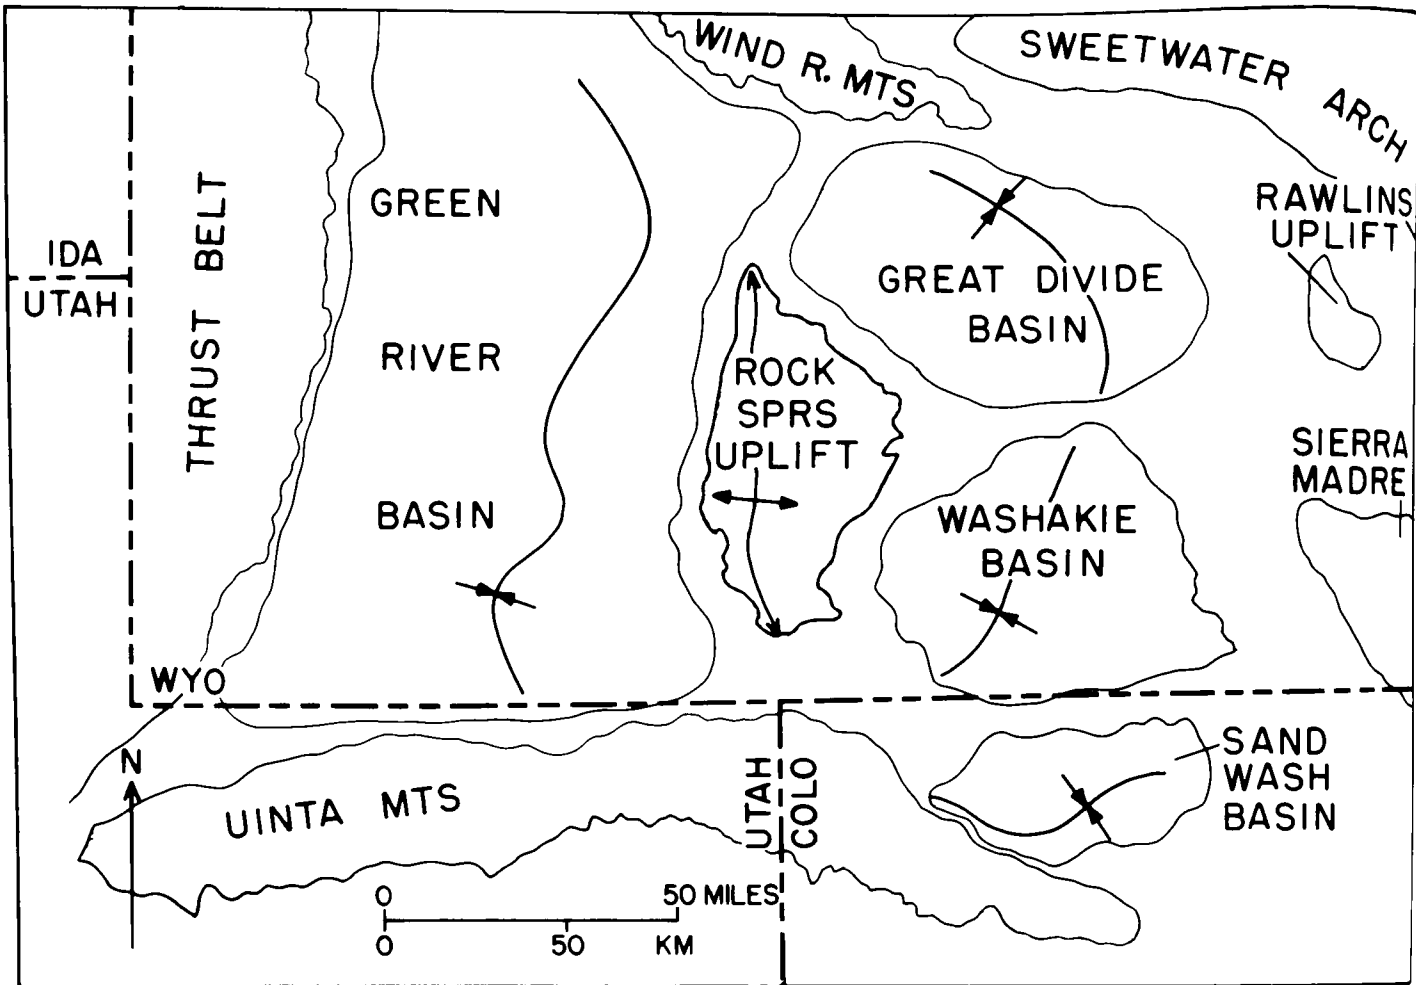 WIND R. MTS
SWEETWATER ARCH
THRUST BELT
GREEN
RIVER
BASIN
IDA
UTAH
RAWLINS
UPLIFT
GREAT DIVIDE
BASIN
ROCK
SPRS
UPLIFT
SIERRA
MADRE
WASHAKIE
BASIN
WYO
N
UINTA MTS
UTAH
COLO
SAND
WASH
BASIN
0 50 MILES
0 50 KM